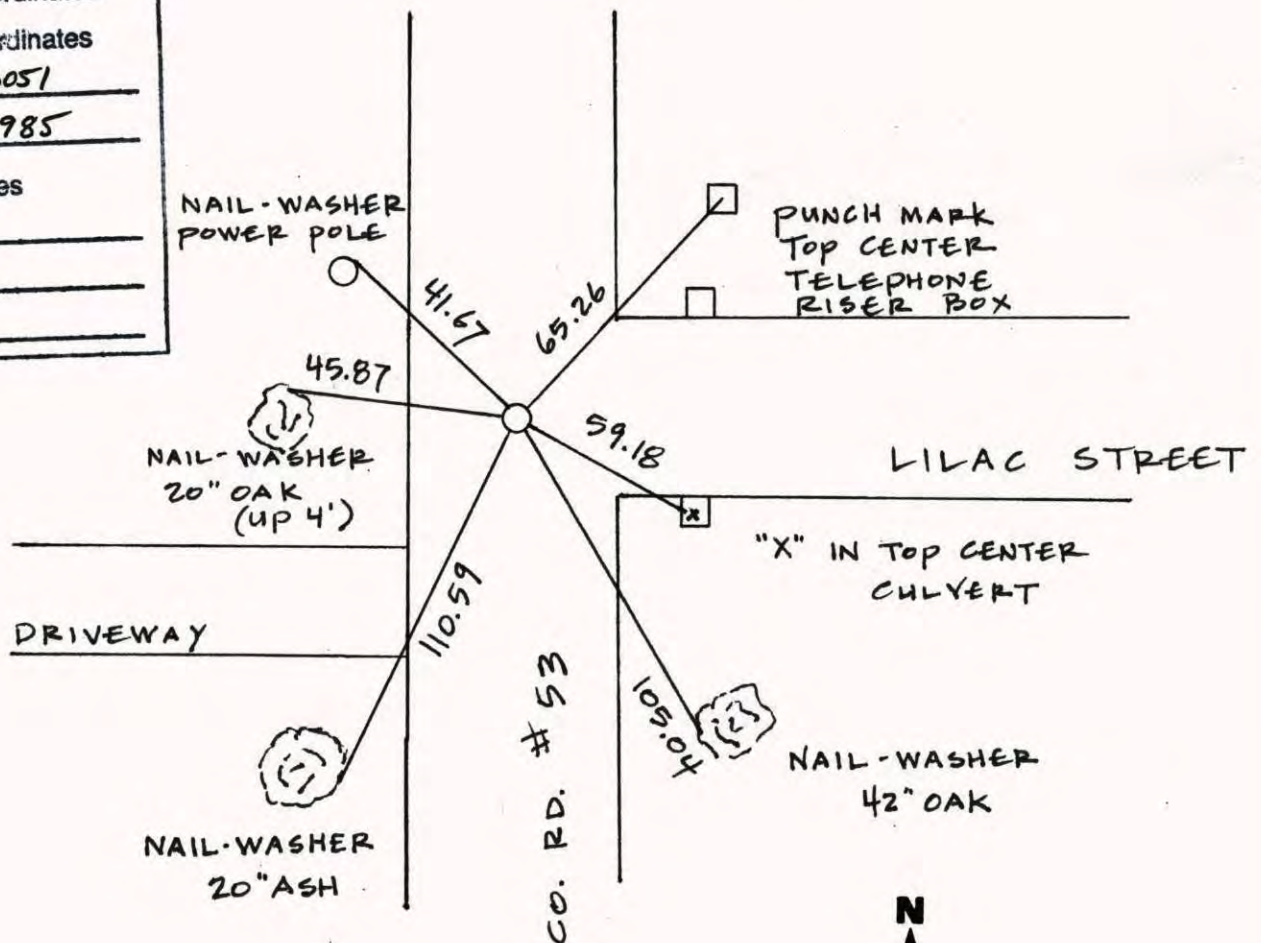 Coordinates
051
985
NAIL-WASHER
POWER POLE
41.67
65.26
PUNCH MARK
TOP CENTER
TELEPHONE
RISER BOX
45.87
59.18
NAIL-WASHER
20" OAK
(UP 4')
LILAC STREET
"X" IN TOP CENTER
CULVERT
x
DRIVEWAY
110.59
105.04
CO. RD. #53
NAIL-WASHER
42" OAK
NAIL-WASHER
20" ASH
N